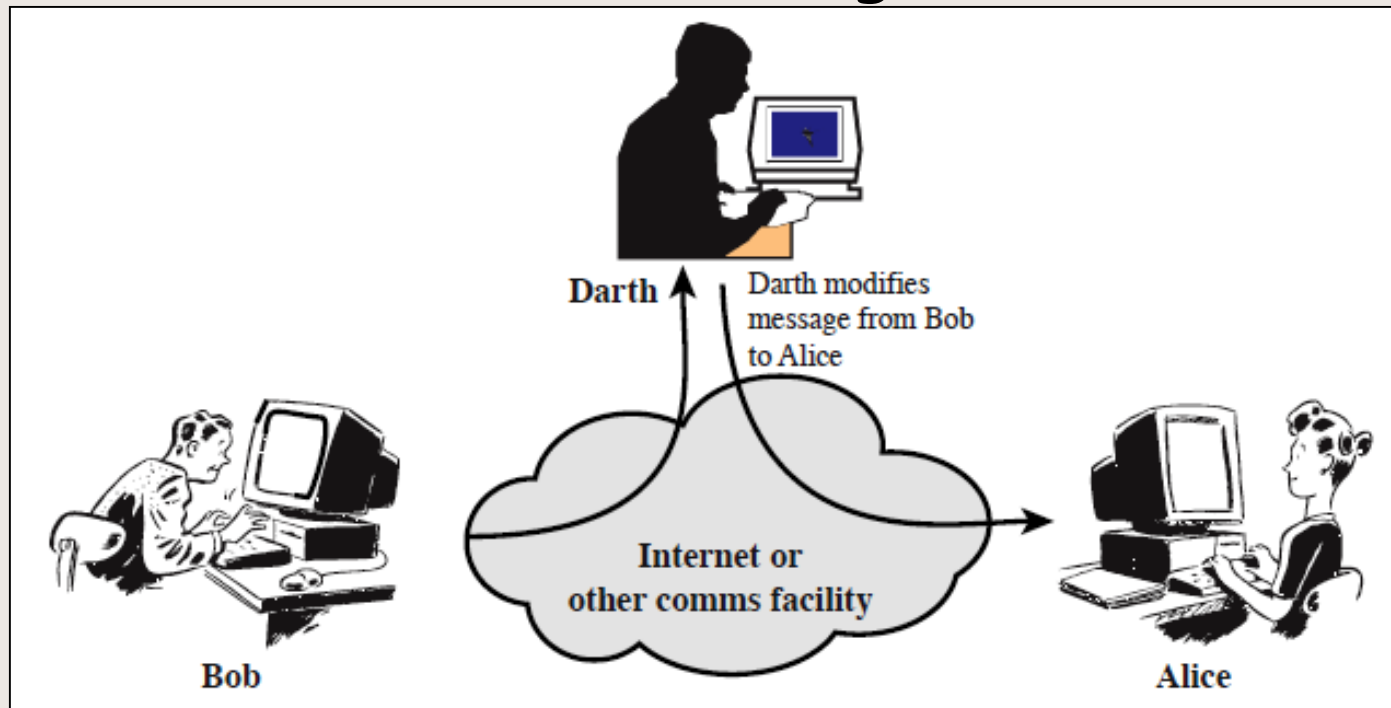 Darth
Darth modifies
message from Bob
to Alice
Internet or
other comms facility
Bob
Alice